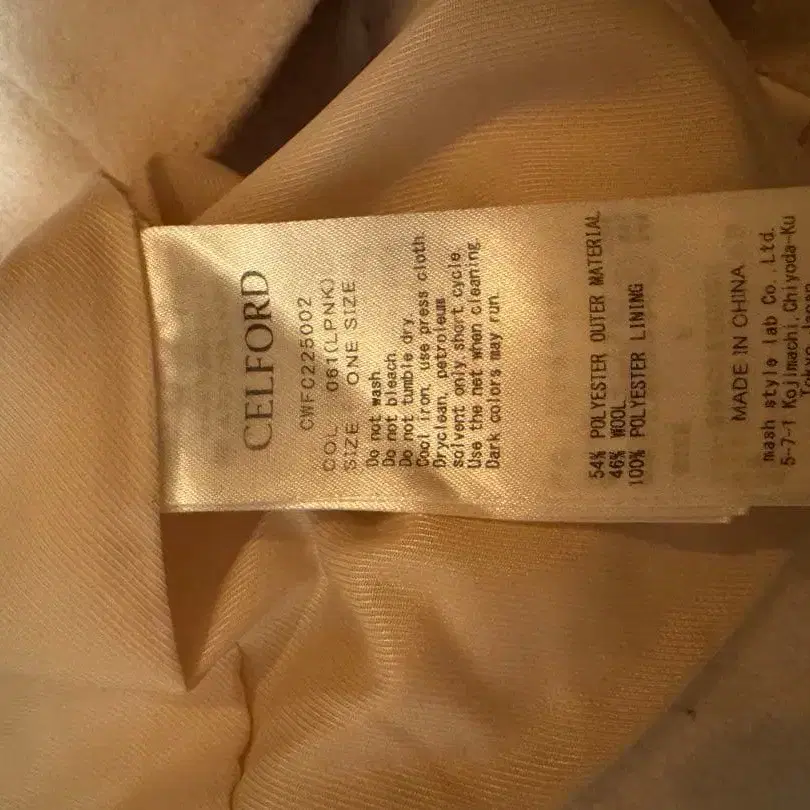 CELFORD
CWFC225002
COL 061(LPNK)
SIZE ONE SIZE
Do not wash.
Do not bleach.
Do not tumble dry.
Cool iron, use press cloth.
Dryclean, petroleum
solvent only,short cycle.
Use the net when cleaning.
Dark colors may run.
54% POLYESTER OUTER MATERIAL
46% WOOL
100% POLYESTER LINING
MADE IN CHINA
mash style lab Co.,Ltd.
5-7-1 Kojimachi,Chiyoda-Ku